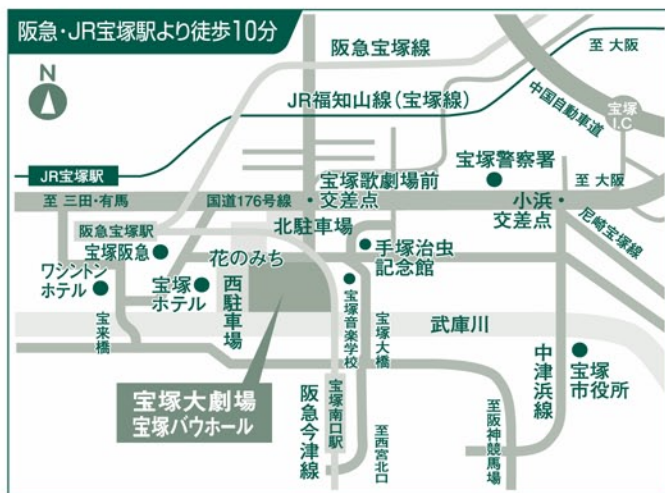 阪急・JR宝塚駅より徒歩10分
N
阪急宝塚線
至 大阪
JR福知山線(宝塚線)
中国自動車道
宝塚
I.C
JR宝塚駅
宝塚警察署
至 三田・有馬
国道176号線
宝塚歌劇場前
交差点
小浜
交差点
至 大阪
尼崎宝塚線
阪急宝塚駅
宝塚阪急
北駐車場
花のみち
手塚治虫
記念館
ワシントン
ホテル
宝塚
ホテル
西駐車場
宝来橋
宝塚音楽学校
宝塚大橋
武庫川
中津浜線
宝塚
市役所
宝塚大劇場
宝塚バウホール
阪急今津線
宝塚南口駅
至西宮北口
至阪神競馬場